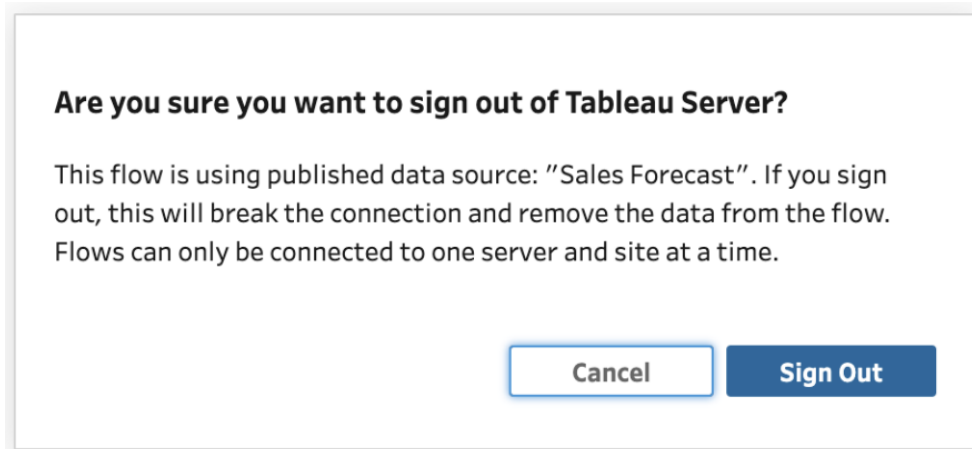 Are you sure you want to sign out of Tableau Server?
This flow is using published data source: "Sales Forecast". If you sign
out, this will break the connection and remove the data from the flow.
Flows can only be connected to one server and site at a time.
Cancel
Sign Out